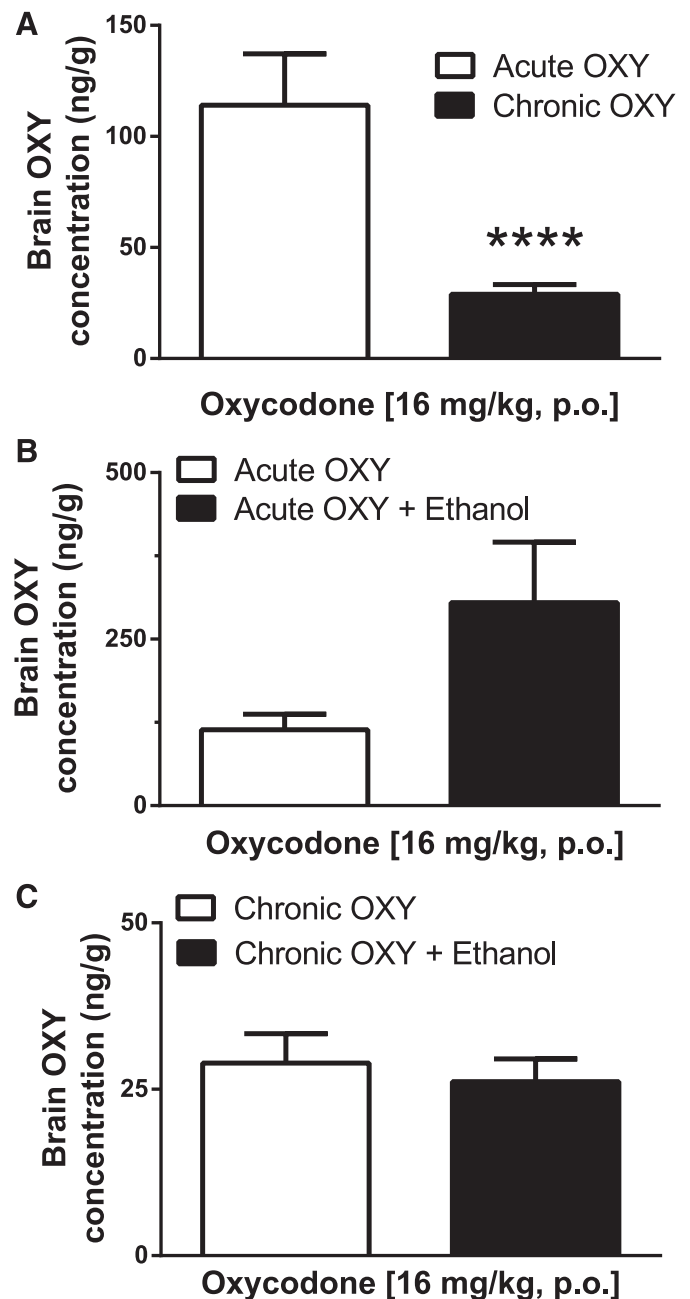 A
150
100
50
0
Brain OXY
concentration (ng/g)
Acute OXY
Chronic OXY
****
Oxycodone [16 mg/kg, p.o.]
B
500
250
0
Brain OXY
concentration (ng/g)
Acute OXY
Acute OXY + Ethanol
Oxycodone [16 mg/kg, p.o.]
C
50
25
0
Brain OXY
concentration (ng/g)
Chronic OXY
Chronic OXY + Ethanol
Oxycodone [16 mg/kg, p.o.]